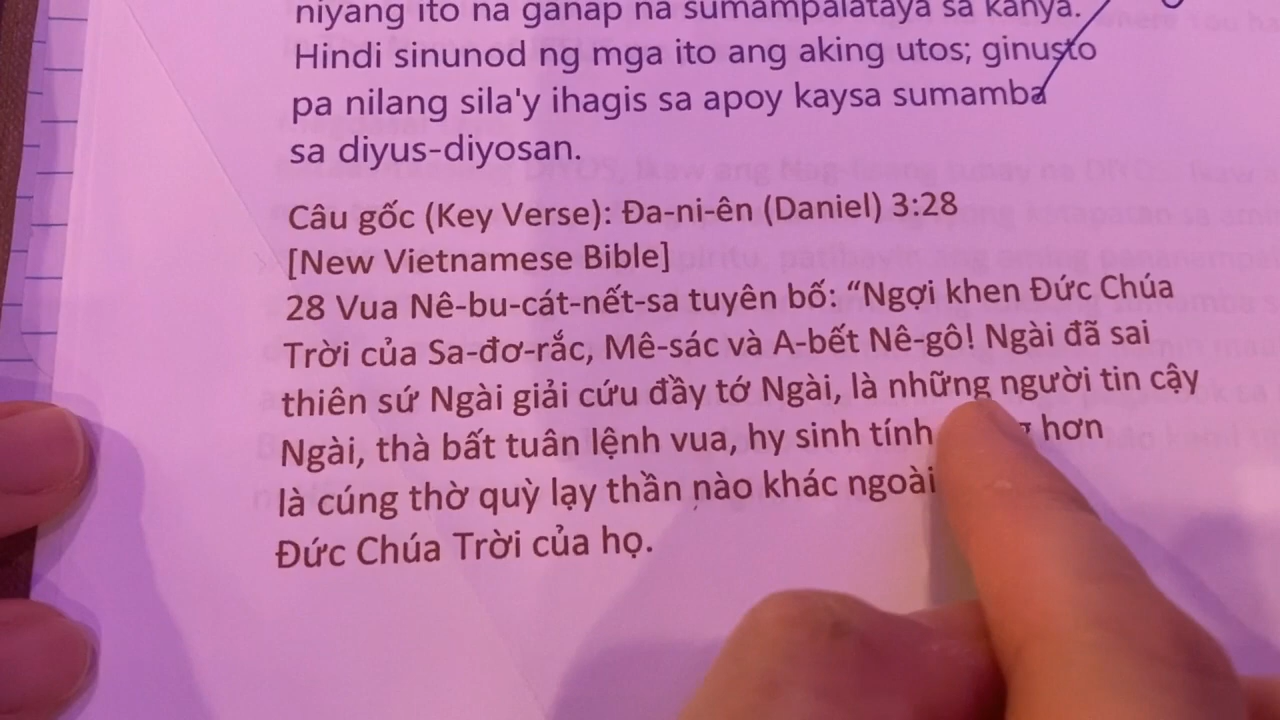 niyang ito na ganap na sumampalataya sa kanya.
Hindi sinunod ng mga ito ang aking utos; ginusto
pa nilang sila'y ihagis sa apoy kaysa sumamba
sa diyus-diyosan.
Câu gốc (Key Verse): Đa-ni-ên (Daniel) 3:28
[New Vietnamese Bible]
28 Vua Nê-bu-cát-nết-sa tuyên bố: “Ngợi khen Đức Chúa
Trời của Sa-đơ-rắc, Mê-sác và A-bết Nê-gô! Ngài đã sai
thiên sứ Ngài giải cứu đầy tớ Ngài, là những người tin cậy
Ngài, thà bất tuân lệnh vua, hy sinh tính hơn
là cúng thờ quỳ lạy thần nào khác ngoài
Đức Chúa Trời của họ.